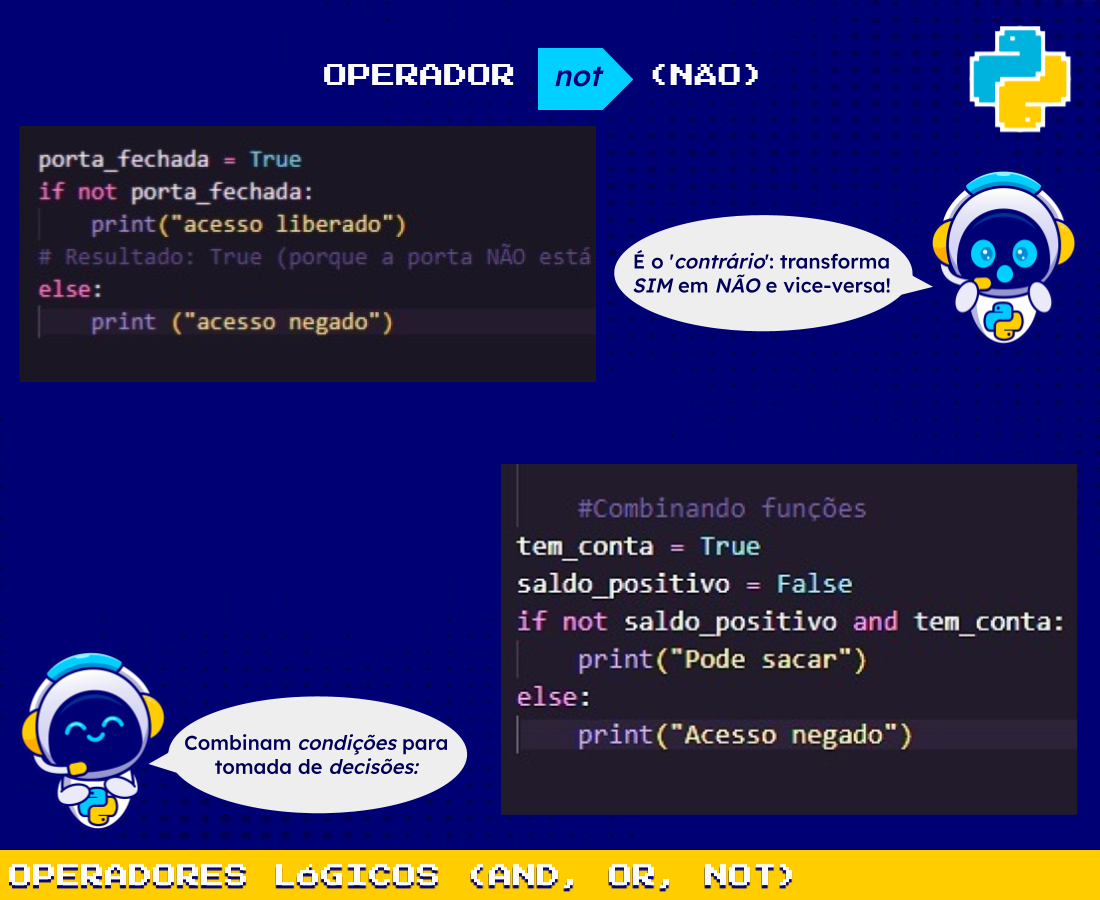 OPERADOR not (NÃO)
porta_fechada = True
if not porta_fechada:
    print("acesso liberado")
# Resultado: True (porque a porta NÃO está
else:
    print ("acesso negado")
É o 'contrário': transforma
SIM em NÃO e vice-versa!
#Combinando funções
tem_conta = True
saldo_positivo = False
if not saldo_positivo and tem_conta:
    print("Pode sacar")
else:
    print("Acesso negado")
Combinam condições para
tomada de decisões:
OPERADORES LóGICOS (AND, OR, NOT)